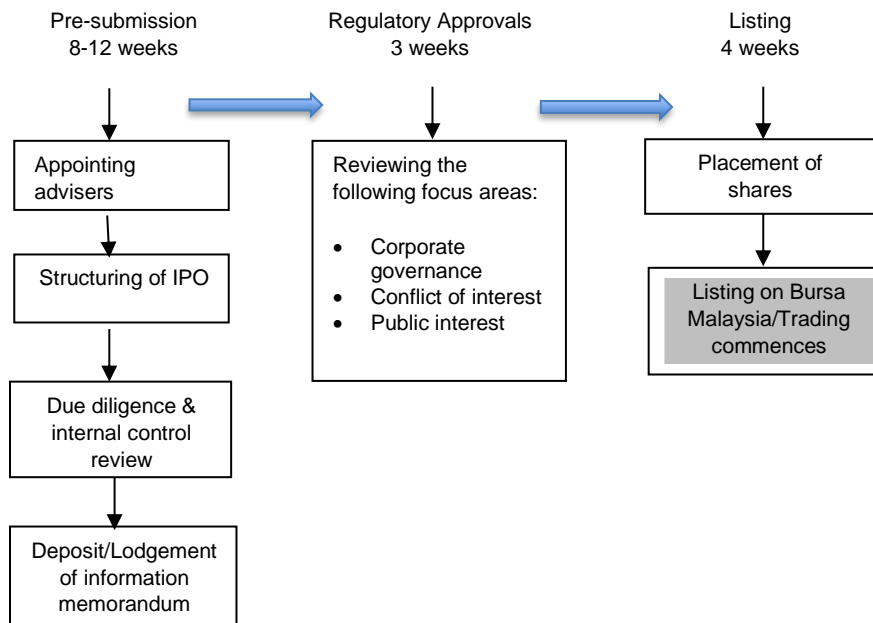 Pre-submission
8-12 weeks
Appointing
advisers
Structuring of IPO
Due diligence &
internal control
review
Deposit/Lodgement
of information
memorandum
Regulatory Approvals
3 weeks
Reviewing the
following focus areas:
• Corporate
governance
• Conflict of interest
• Public interest
Listing
4 weeks
Placement of
shares
Listing on Bursa
Malaysia/Trading
commences